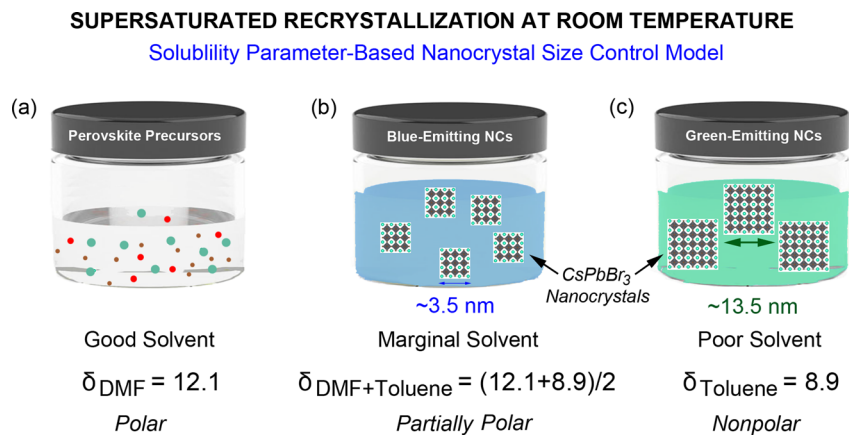 SUPERSATURATED RECRYSTALLIZATION AT ROOM TEMPERATURE
Solublility Parameter-Based Nanocrystal Size Control Model
(a)
Perovskite Precursors
Good Solvent
δDMF = 12.1
Polar
(b)
Blue-Emitting NCs
~3.5 nm
Marginal Solvent
δDMF+Toluene = (12.1+8.9)/2
Partially Polar
CsPbBr3
Nanocrystals
(c)
Green-Emitting NCs
~13.5 nm
Poor Solvent
δToluene = 8.9
Nonpolar